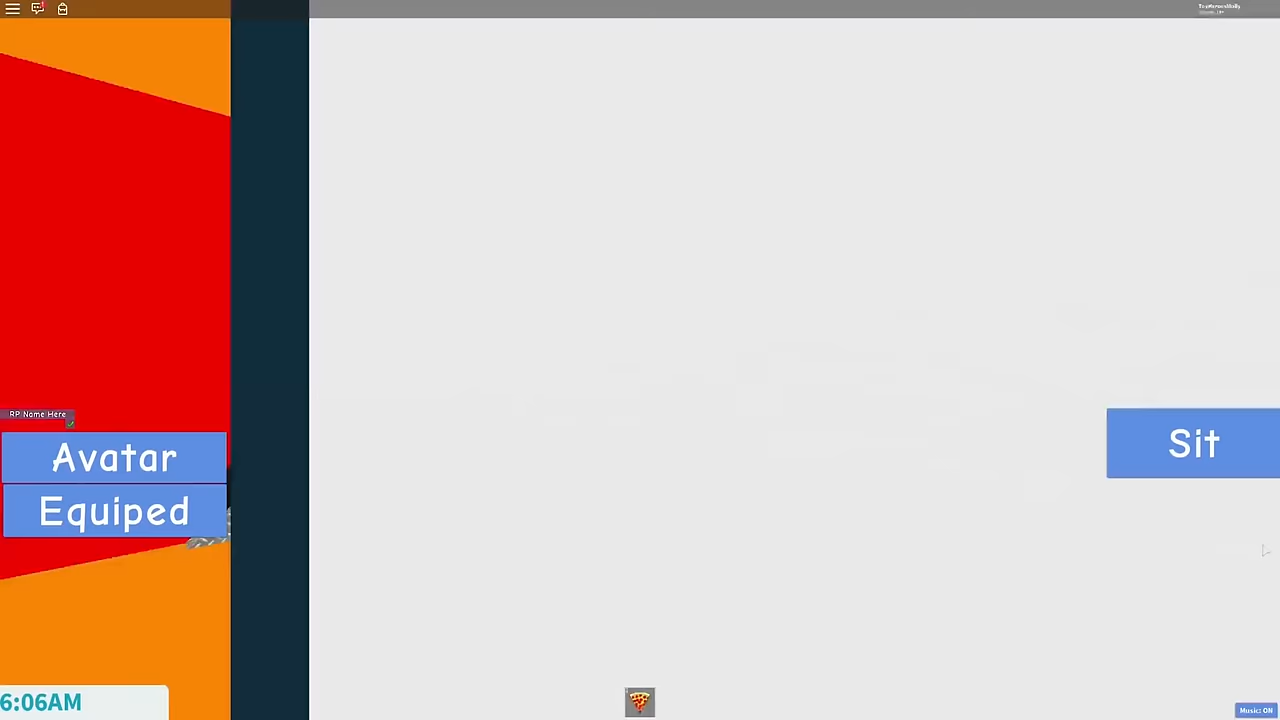 RP Name Here
Avatar
Equiped
Sit
6:06AM
Music: ON